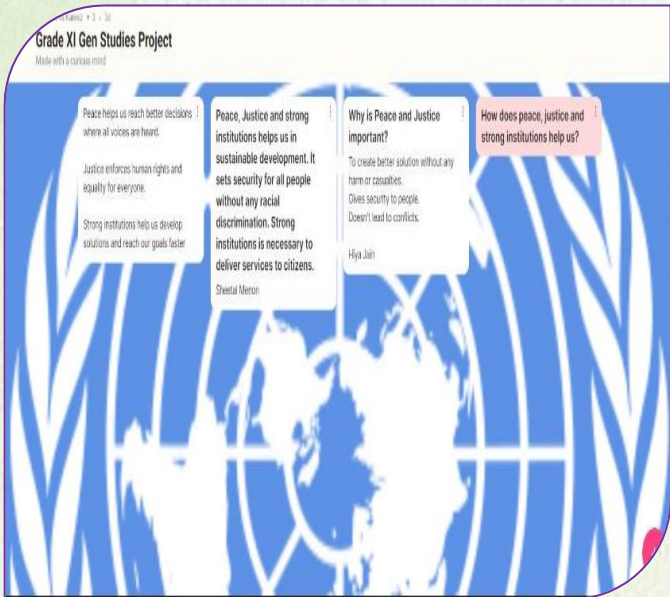 Grade XI Gen Studies Project
Made with a curious mind
Peace helps us reach better decisions
where all voices are heard.
Justice enforces human rights and
equality for everyone.
Strong institutions help us develop
solutions and reach our goals faster
Peace, Justice and strong
institutions helps us in
sustainable development. It
sets security for all people
without any racial
discrimination. Strong
institutions is necessary to
deliver services to citizens.
Sheetal Menon
Why is Peace and Justice
important?
To create better solution without any
harm or casualties.
Gives security to people.
Doesn't lead to conflicts.
Hiya Jain
How does peace, justice and
strong institutions help us?